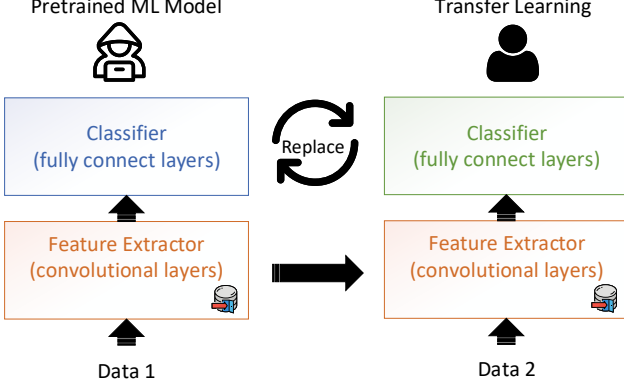 Pretrained ML Model
Transfer Learning
Classifier
(fully connect layers)
Replace
Classifier
(fully connect layers)
Feature Extractor
(convolutional layers)
Feature Extractor
(convolutional layers)
Data 1
Data 2